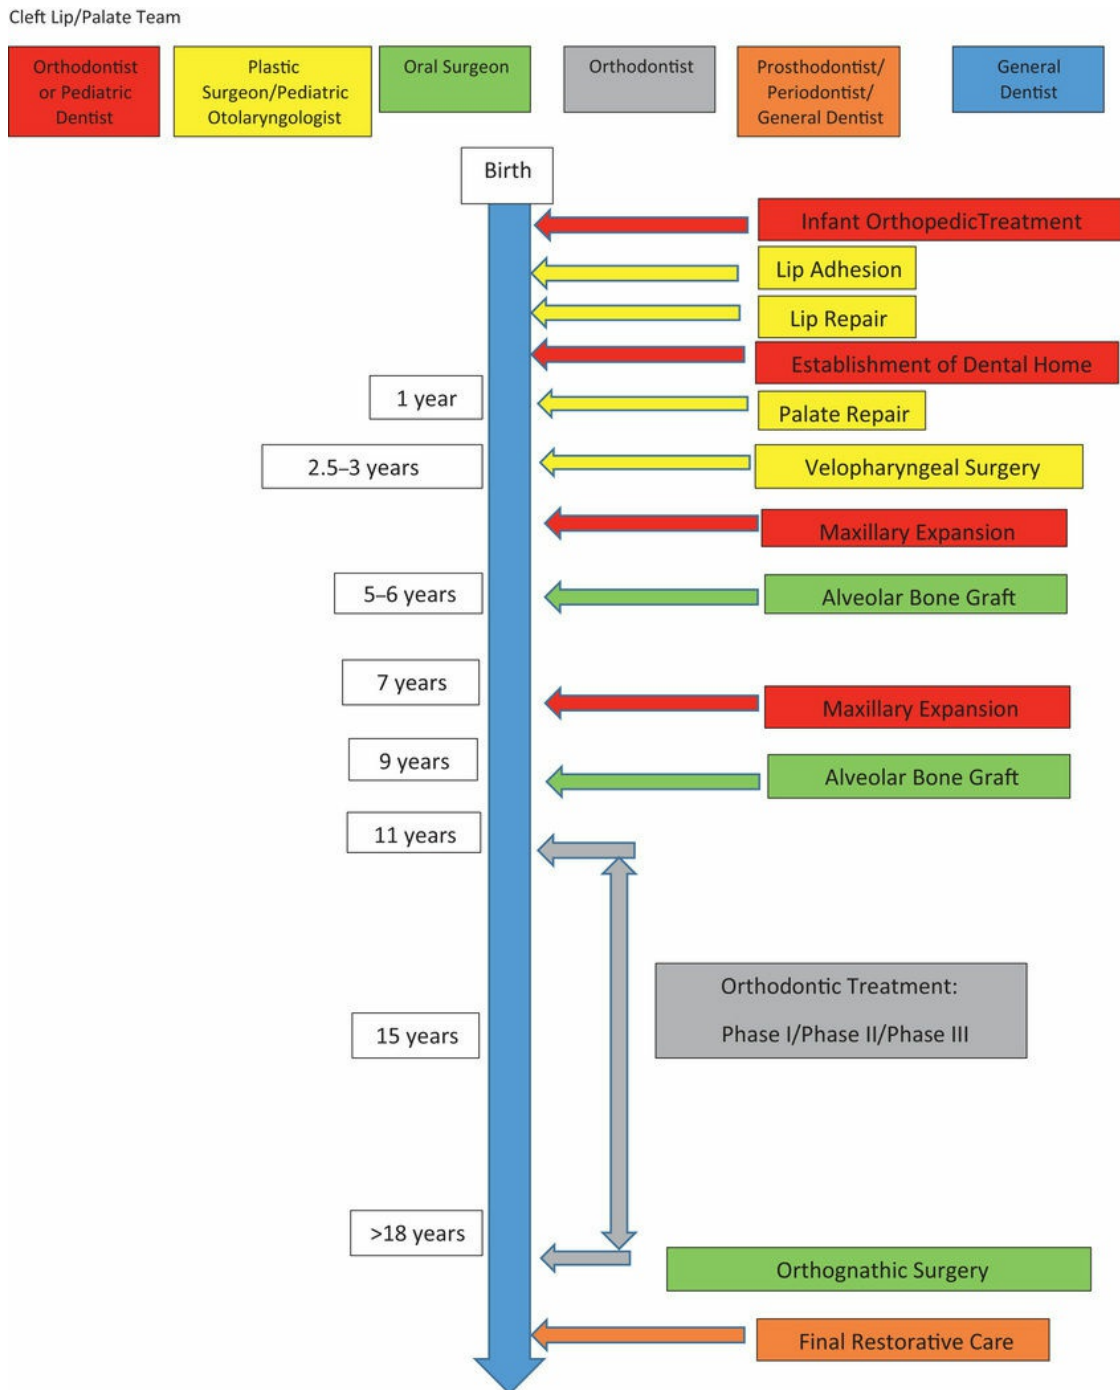 Cleft Lip/Palate Team
Orthodontist
or Pediatric
Dentist
Plastic
Surgeon/Pediatric
Otolaryngologist
Oral Surgeon
Orthodontist
Prosthodontist/
Periodontist/
General Dentist
General
Dentist
Birth
Infant OrthopedicTreatment
Lip Adhesion
Lip Repair
Establishment of Dental Home
1 year
Palate Repair
2.5–3 years
Velopharyngeal Surgery
Maxillary Expansion
5–6 years
Alveolar Bone Graft
7 years
Maxillary Expansion
9 years
Alveolar Bone Graft
11 years
Orthodontic Treatment:
Phase I/Phase II/Phase III
15 years
>18 years
Orthognathic Surgery
Final Restorative Care